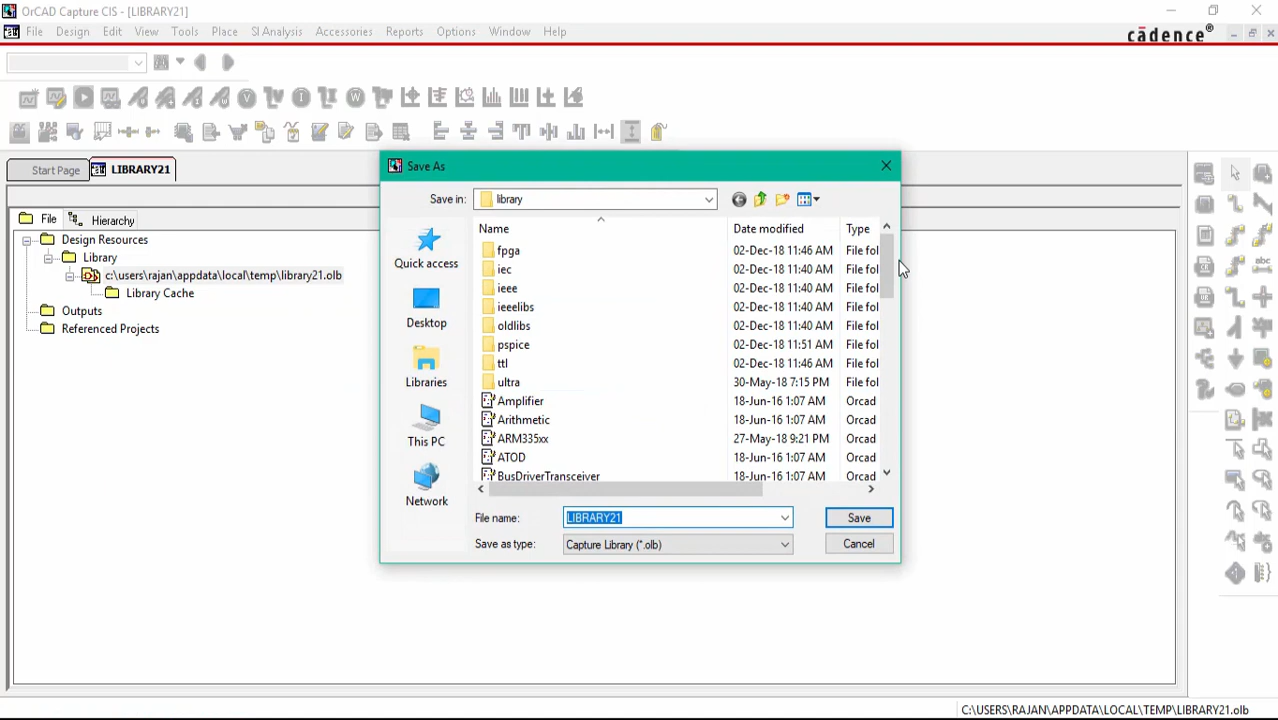 OrCAD Capture CIS - [LIBRARY21]
File Design Edit View Tools Place SI Analysis Accessories Reports Options Window Help
cādence®
Start Page LIBRARY21
File Hierarchy
Design Resources
Library
c:\users\rajan\appdata\local\temp\library21.olb
Library Cache
Outputs
Referenced Projects
Save As
Save in: library
Name Date modified Type
fpga 02-Dec-18 11:46 AM File fol
iec 02-Dec-18 11:40 AM File fol
ieee 02-Dec-18 11:40 AM File fol
ieeelibs 02-Dec-18 11:40 AM File fol
oldlibs 02-Dec-18 11:40 AM File fol
pspice 02-Dec-18 11:51 AM File fol
ttl 02-Dec-18 11:46 AM File fol
ultra 30-May-18 7:15 PM File fol
Amplifier 18-Jun-16 1:07 AM Orcad
Arithmetic 18-Jun-16 1:07 AM Orcad
ARM335xx 27-May-18 9:21 PM Orcad
ATOD 18-Jun-16 1:07 AM Orcad
BusDriverTransceiver 18-Jun-16 1:07 AM Orcad
Quick access
Desktop
Libraries
This PC
Network
File name: LIBRARY21 Save
Save as type: Capture Library (*.olb) Cancel
C:\USERS\RAJAN\APPDATA\LOCAL\TEMP\LIBRARY21.olb